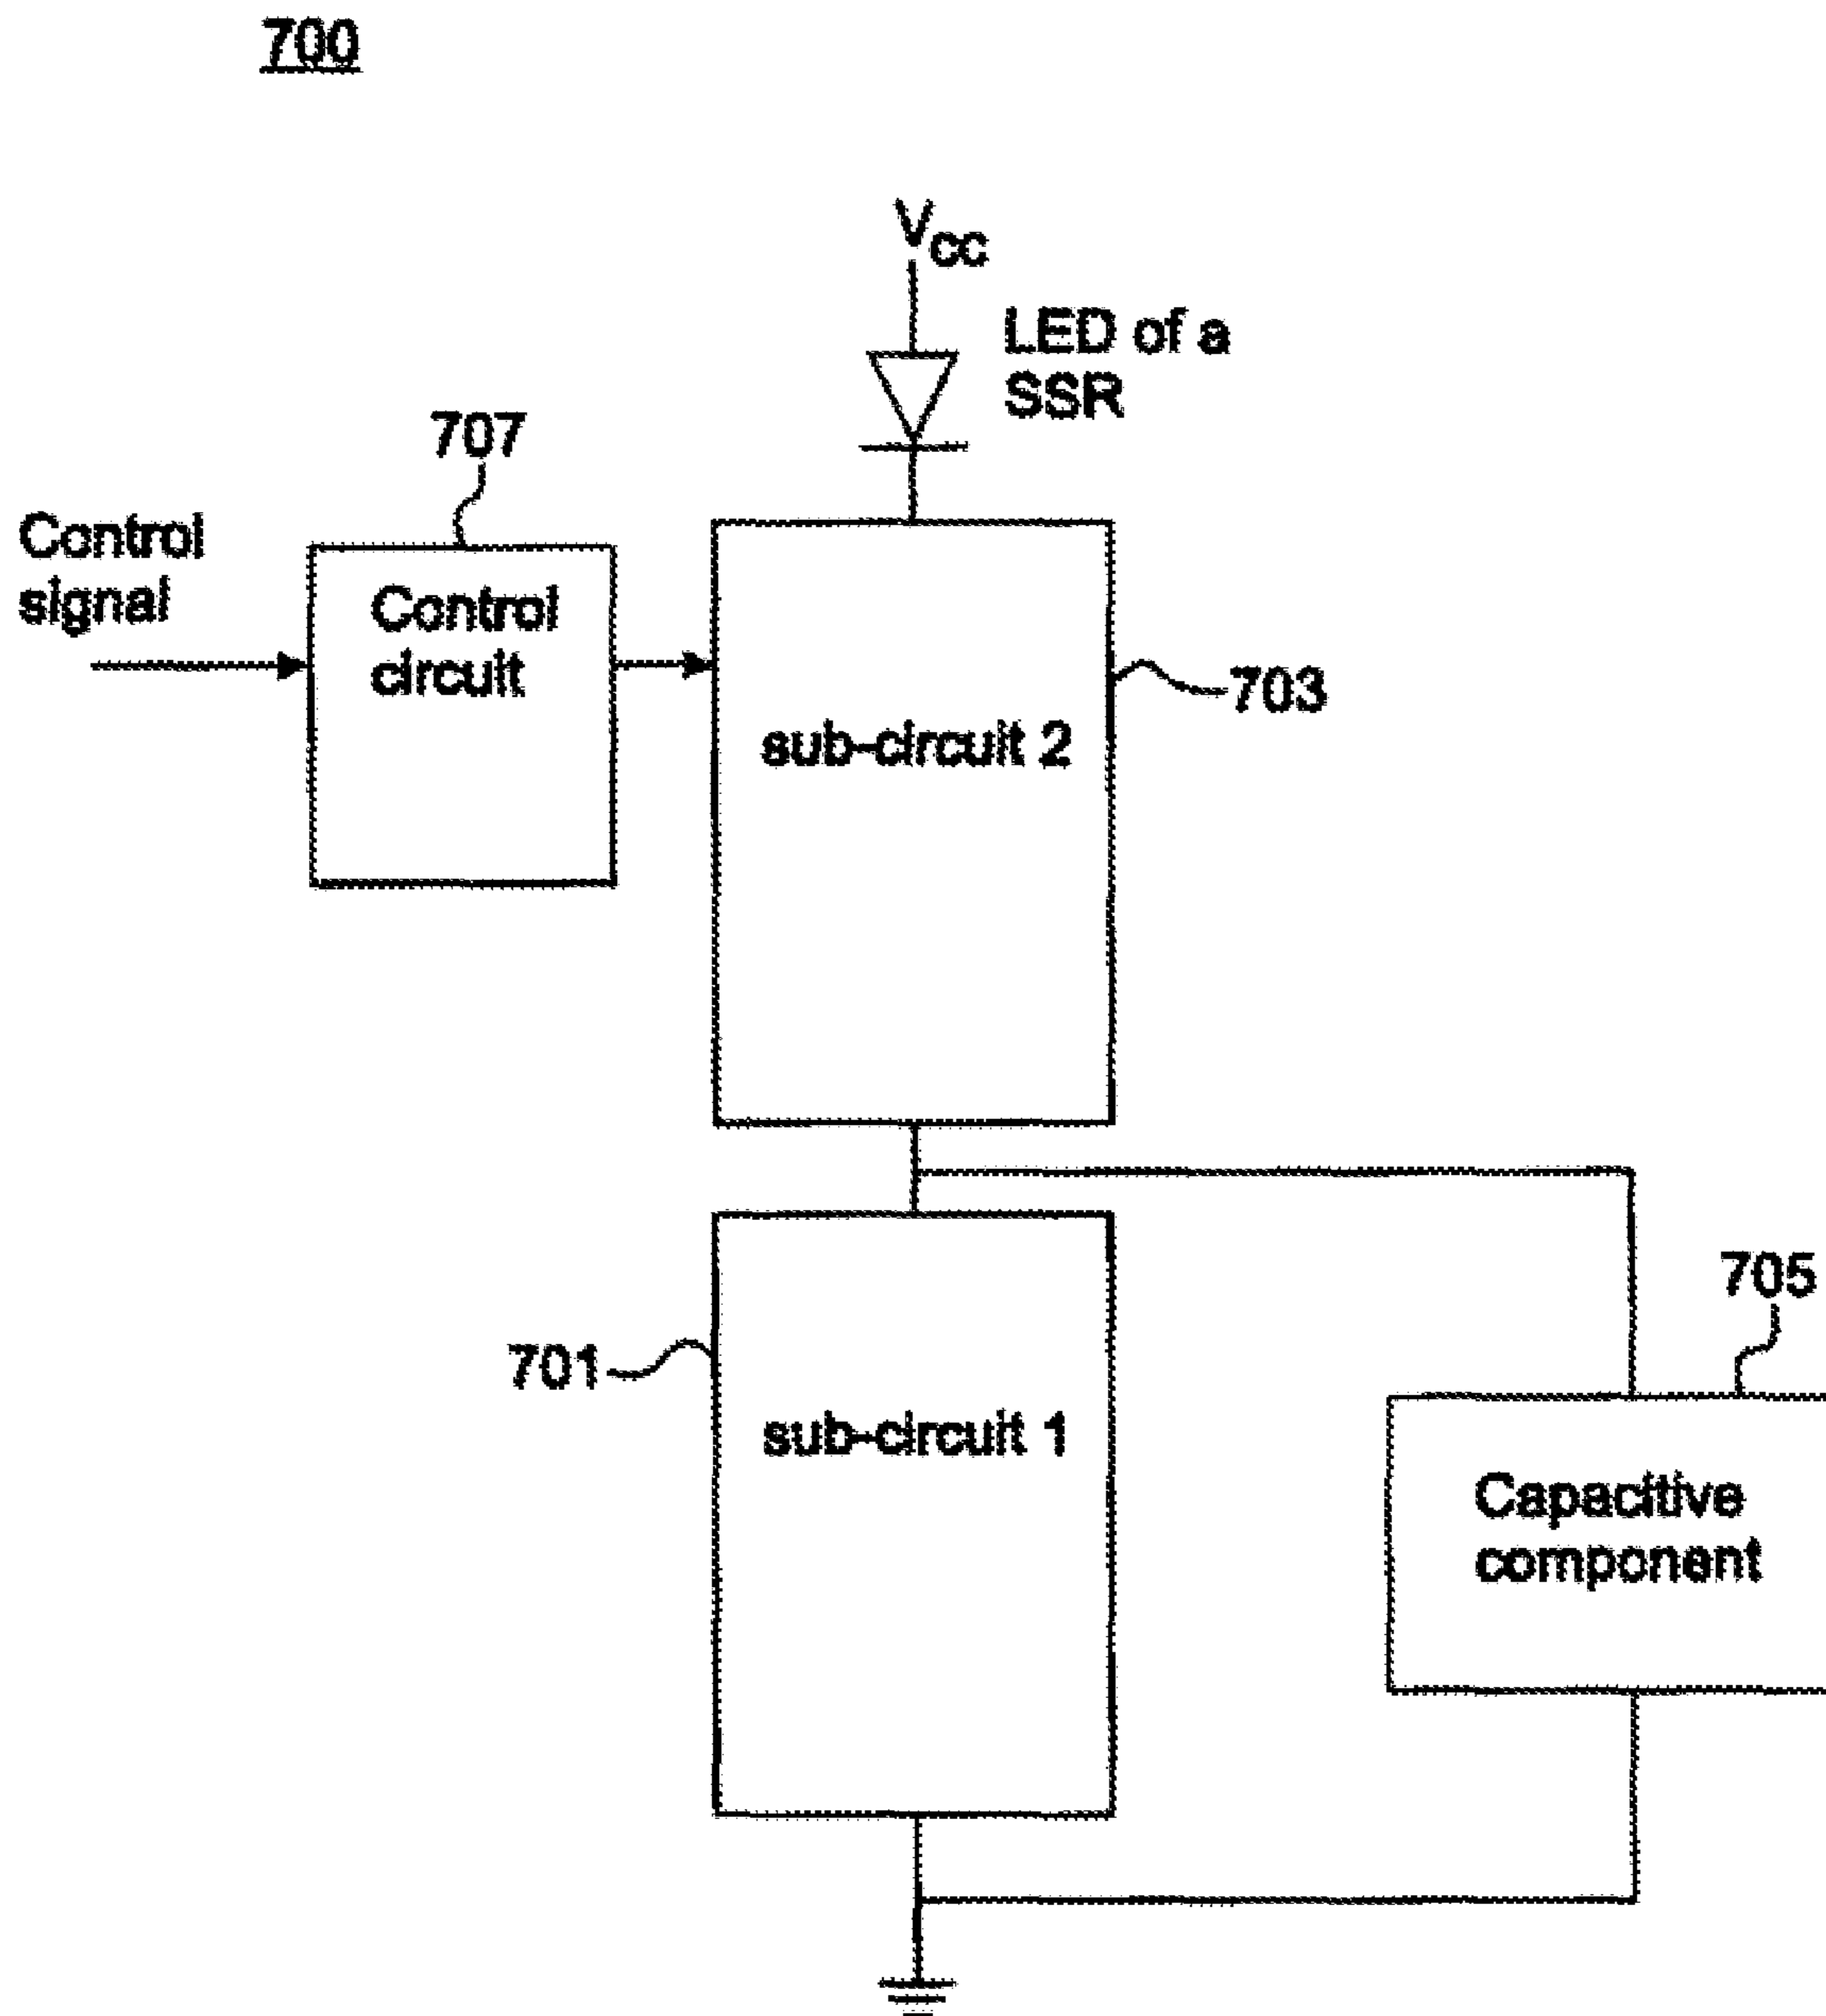 700
V_CC
LED of a
SSR
707
Control
signal
Control
circuit
703
sub-circuit 2
701
sub-circuit 1
705
Capacitive
component